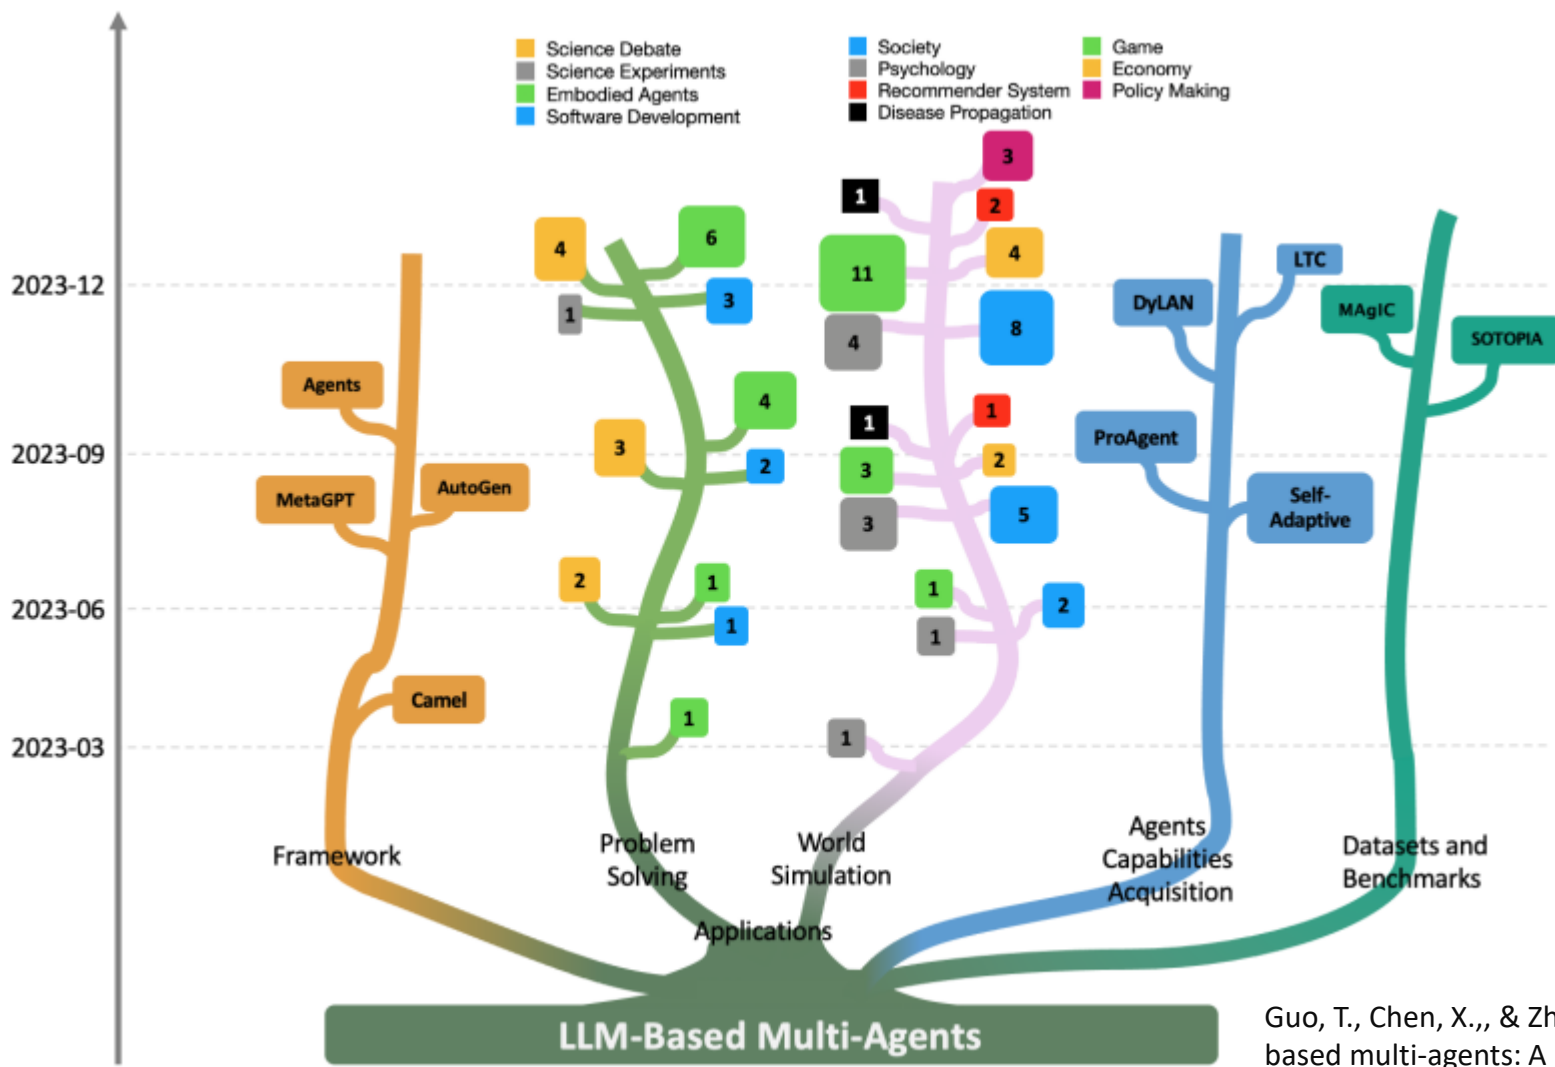 Science Debate
Science Experiments
Embodied Agents
Software Development
Society
Psychology
Recommender System
Disease Propagation
Game
Economy
Policy Making
3
1
2
4
6
4
11
2023-12
1
3
4
8
LTC
DyLAN
MAgIC
SOTOPIA
Agents
4
1
1
2023-09
3
2
3
2
ProAgent
MetaGPT
AutoGen
3
5
Self-
Adaptive
2
1
1
2
2023-06
1
1
Camel
1
2023-03
1
Framework
Problem
Solving
World
Simulation
Agents
Capabilities
Acquisition
Datasets and
Benchmarks
Applications
LLM-Based Multi-Agents
Guo, T., Chen, X.,, & Zh
based multi-agents: A